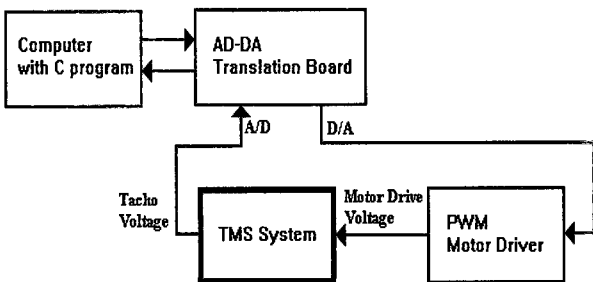 Computer
with C program
AD-DA
Translation Board
A/D
D/A
Tacho
Voltage
TMS System
Motor Drive
Voltage
PWM
Motor Driver